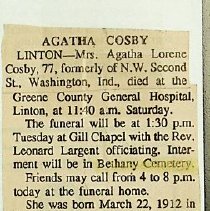 AGATHA COSBY
LINTON—Mrs. Agatha Lorene
Cosby, 77, formerly of N.W. Second
St., Washington, Ind., died at the
Greene County General Hospital,
Linton, at 11:40 a.m. Saturday.
The funeral will be at 1:30 p.m.
Tuesday at Gill Chapel with the Rev.
Leonard Largent officiating. Inter-
ment will be in Bethany Cemetery.
Friends may call from 4 to 8 p.m.
today at the funeral home.
She was born March 22, 1912 in